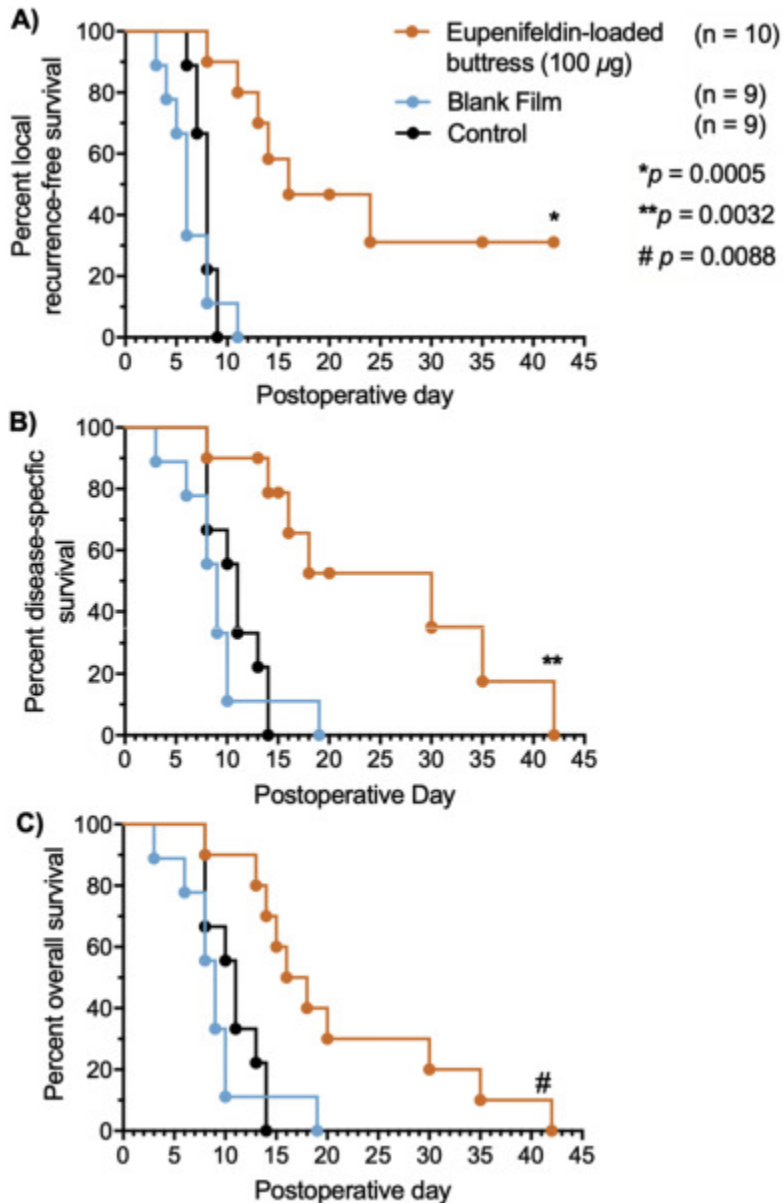 A)
Percent local
recurrence-free survival
100
80
60
40
20
0
0 5 10 15 20 25 30 35 40 45
Postoperative day
Eupenifeldin-loaded (n = 10)
buttress (100 µg)
Blank Film (n = 9)
Control (n = 9)
*p = 0.0005
**p = 0.0032
# p = 0.0088
*
B)
Percent disease-specfic
survival
100
80
60
40
20
0
0 5 10 15 20 25 30 35 40 45
Postoperative Day
**
C)
Percent overall survival
100
80
60
40
20
0
0 5 10 15 20 25 30 35 40 45
Postoperative day
#